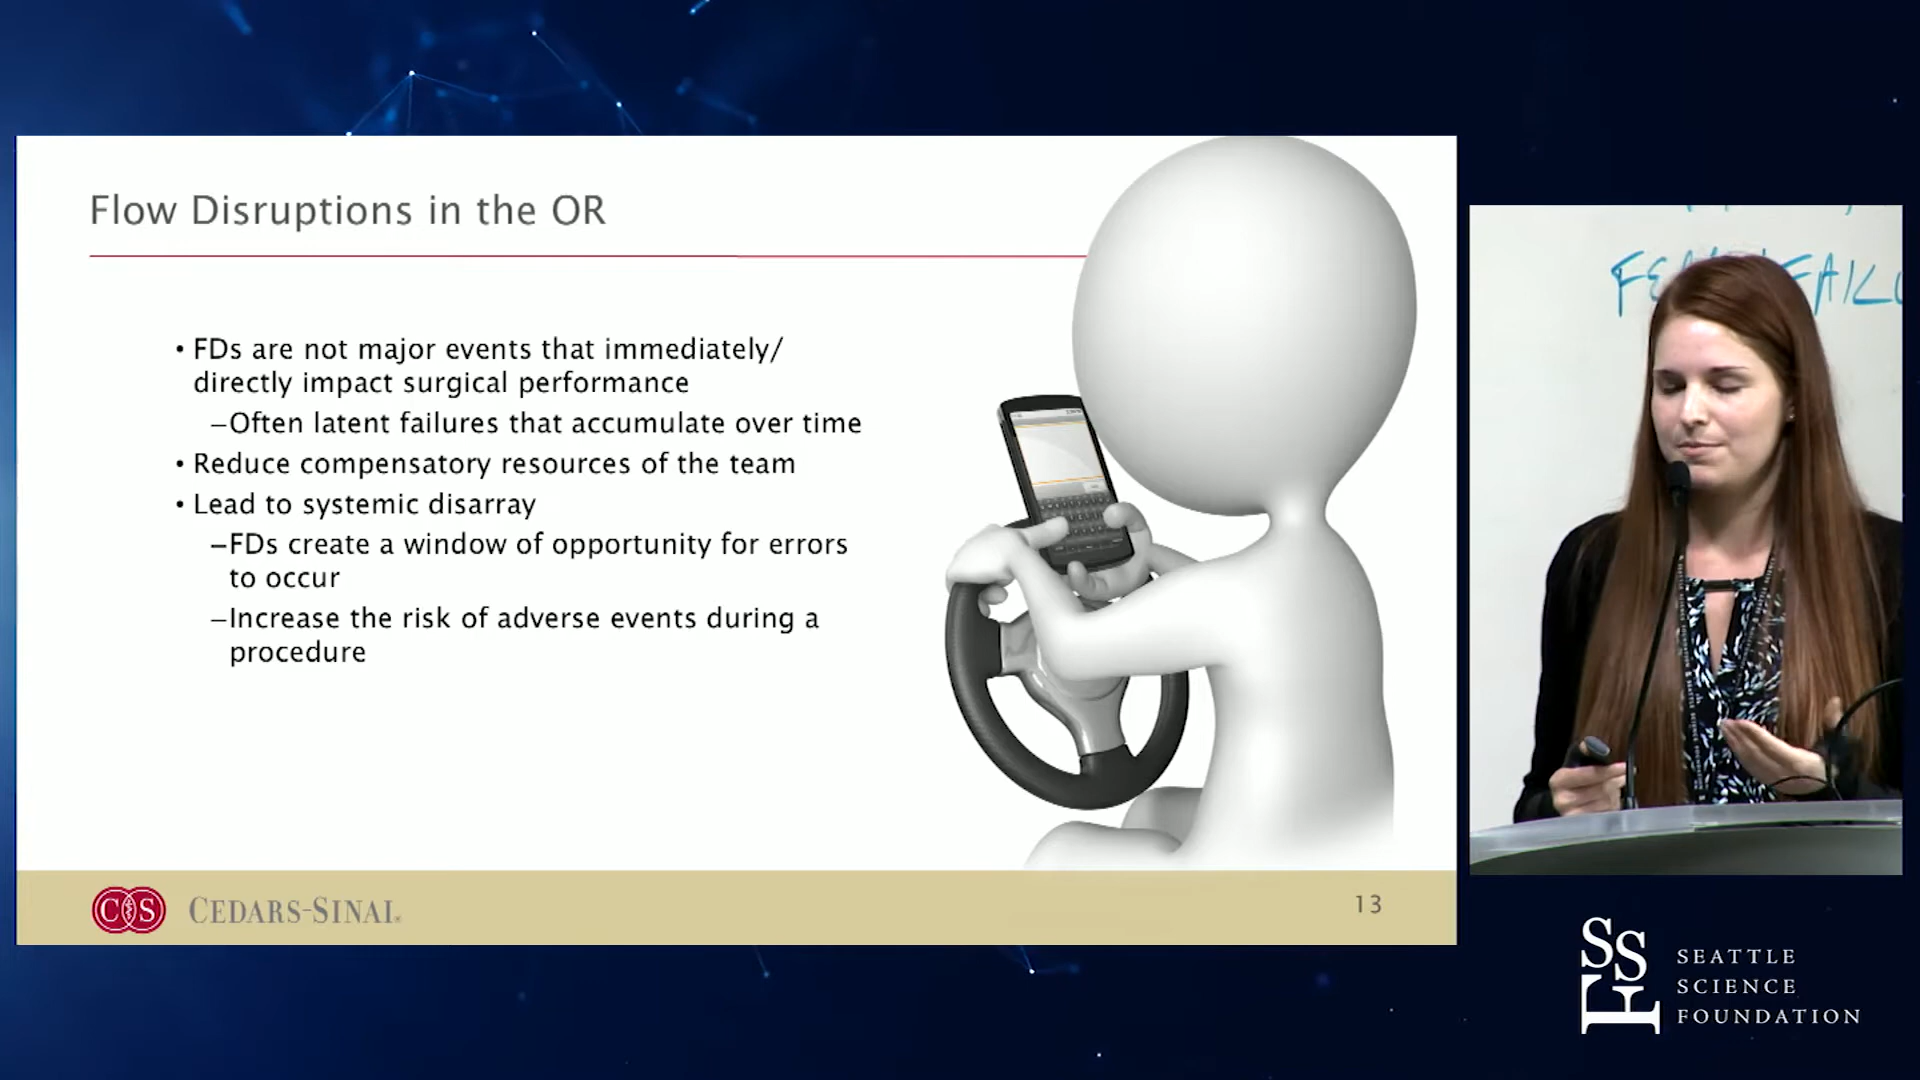 Flow Disruptions in the OR
• FDs are not major events that immediately/
directly impact surgical performance
–Often latent failures that accumulate over time
• Reduce compensatory resources of the team
• Lead to systemic disarray
–FDs create a window of opportunity for errors
to occur
–Increase the risk of adverse events during a
procedure
CS CEDARS-SINAI®
13
SSF
SEATTLE
SCIENCE
FOUNDATION